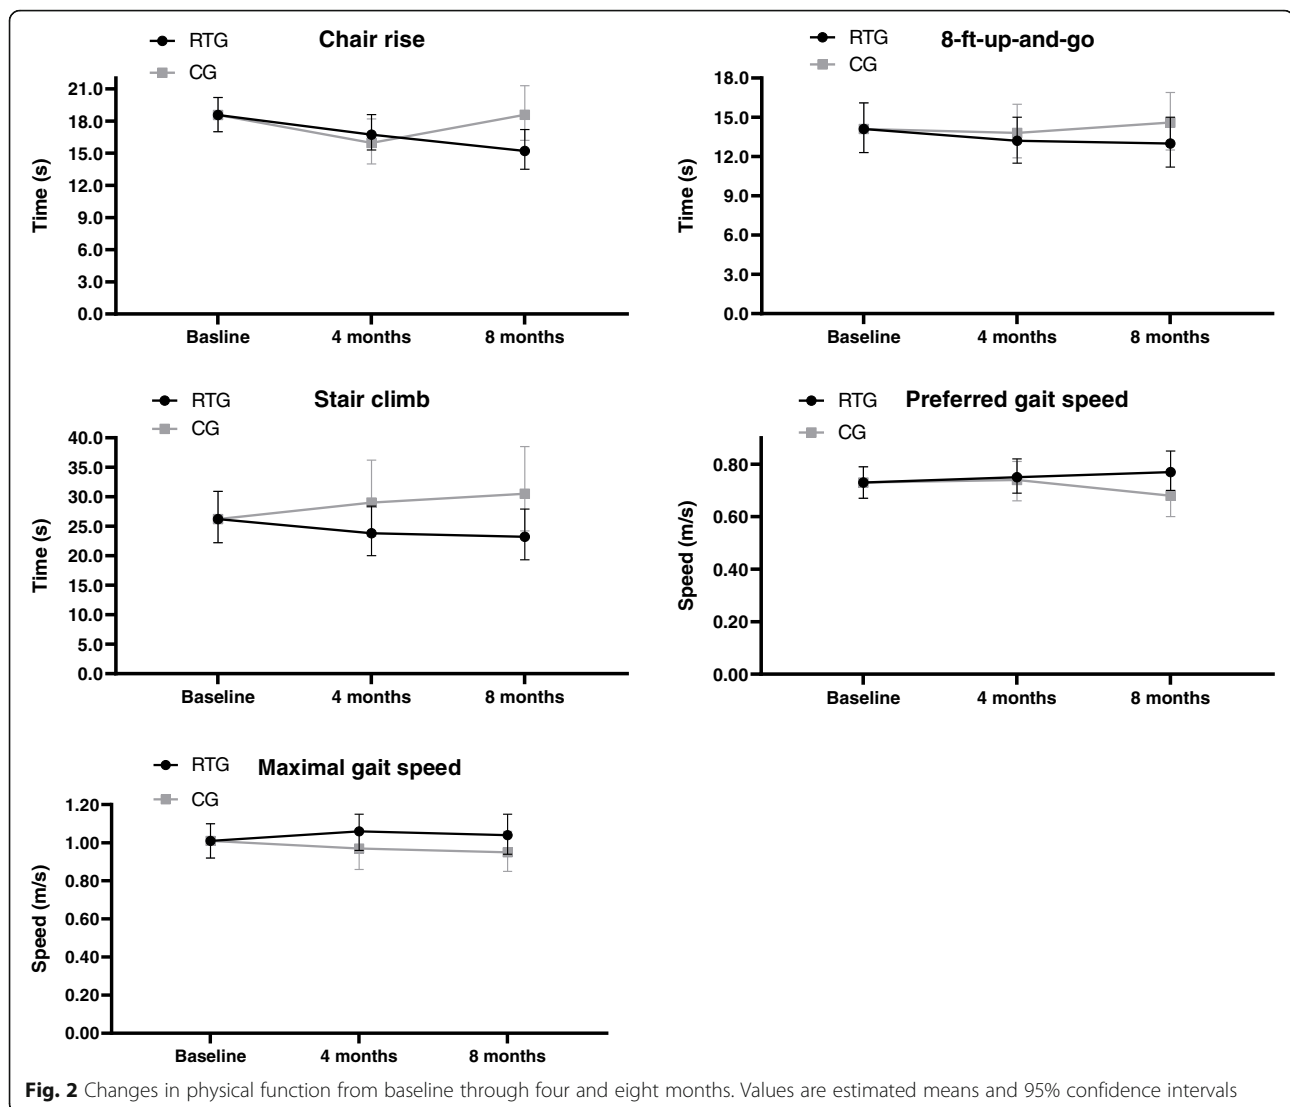 Chair rise
RTG
CG
Time (s)
21.0
18.0
15.0
12.0
9.0
6.0
3.0
0.0
Basline
4 months
8 months
8-ft-up-and-go
RTG
CG
Time (s)
18.0
15.0
12.0
9.0
6.0
3.0
0.0
Baseline
4 months
8 months
Stair climb
RTG
CG
Time (s)
40.0
35.0
30.0
25.0
20.0
15.0
10.0
5.0
0.0
Baseline
4 months
8 months
Preferred gait speed
RTG
CG
Speed (m/s)
0.80
0.60
0.40
0.20
0.00
Baseline
4 months
8 months
Maximal gait speed
RTG
CG
Speed (m/s)
1.20
1.00
0.80
0.60
0.40
0.20
0.00
Baseline
4 months
8 months
Fig. 2 Changes in physical function from baseline through four and eight months. Values are estimated means and 95% confidence intervals